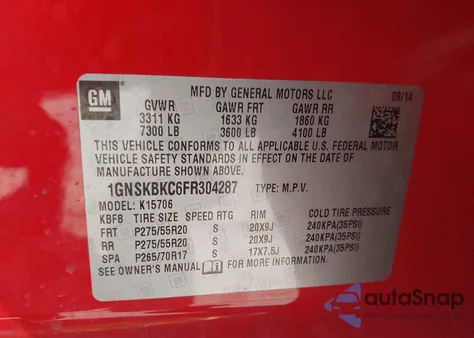 GM
MFD BY GENERAL MOTORS LLC
09/14
GVWR GAWR FRT GAWR RR
3311 KG 1633 KG 1860 KG
7300 LB 3600 LB 4100 LB
THIS VEHICLE CONFORMS TO ALL APPLICABLE U.S. FEDERAL MOTOR
VEHICLE SAFETY STANDARDS IN EFFECT ON THE DATE OF
MANUFACTURE SHOWN ABOVE.
1GNSKBKC6FR304287 TYPE: M.P.V.
MODEL: K15706
KBFB TIRE SIZE SPEED RTG RIM COLD TIRE PRESSURE
FRT P275/55R20 S 20X9J 240KPA(35PSI)
RR P275/55R20 S 20X9J 240KPA(35PSI)
SPA P265/70R17 S 17X7.5J 240KPA(35PSI)
SEE OWNER'S MANUAL FOR MORE INFORMATION.
autoSnap